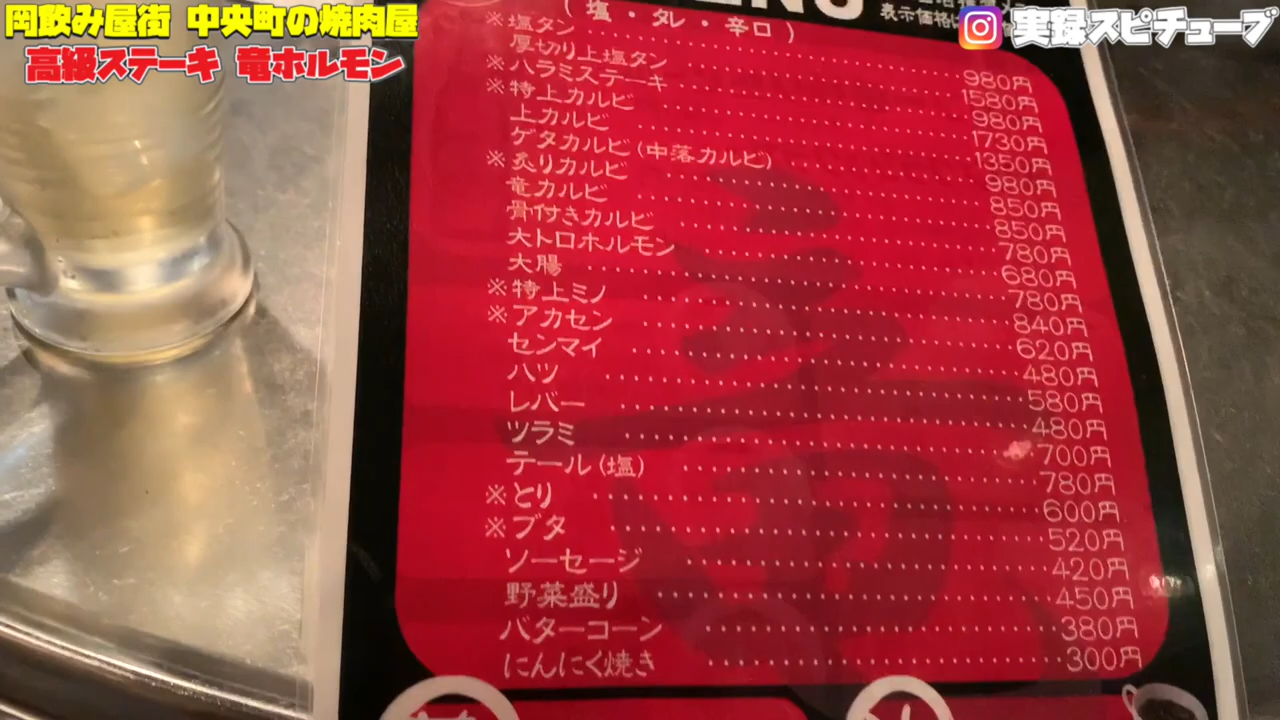 円飲み屋街 中央町の焼肉屋
高級ステーキ 竜ホルモン
実録スピチューブ
表示価格
(塩・タレ・辛口)
※塩タン 980円
厚切り上塩タン 1580円
※ハラミステーキ 980円
※特上カルビ 1730円
上カルビ 1350円
ゲタカルビ(中落カルビ) 980円
※炙りカルビ 850円
竜カルビ 850円
骨付きカルビ 780円
大トロホルモン 680円
大腸 780円
※特上ミノ 840円
※アカセン 620円
センマイ 480円
ハツ 580円
レバー 480円
ツラミ 700円
テール(塩) 780円
※とり 600円
※ブタ 520円
ソーセージ 420円
野菜盛り 450円
バターコーン 380円
にんにく焼き 300円